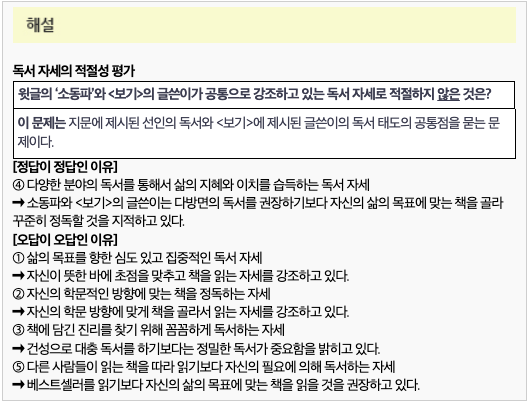 해설
독서 자세의 적절성 평가
윗글의 ‘소동파’와 <보기>의 글쓴이가 공통으로 강조하고 있는 독서 자세로 적절하지 않은 것은?
이 문제는 지문에 제시된 선인의 독서와 <보기>에 제시된 글쓴이의 독서 태도의 공통점을 묻는 문
제이다.
[정답이 정답인 이유]
④ 다양한 분야의 독서를 통해서 삶의 지혜와 이치를 습득하는 독서 자세
➞ 소동파와 <보기>의 글쓴이는 다방면의 독서를 권장하기보다 자신의 삶의 목표에 맞는 책을 골라
꾸준히 정독할 것을 지적하고 있다.
[오답이 오답인 이유]
① 삶의 목표를 향한 심도 있고 집중적인 독서 자세
➞ 자신이 뜻한 바에 초점을 맞추고 책을 읽는 자세를 강조하고 있다.
② 자신의 학문적인 방향에 맞는 책을 정독하는 자세
➞ 자신의 학문 방향에 맞게 책을 골라서 읽는 자세를 강조하고 있다.
③ 책에 담긴 진리를 찾기 위해 꼼꼼하게 독서하는 자세
➞ 건성으로 대충 독서를 하기보다는 정밀한 독서가 중요함을 밝히고 있다.
⑤ 다른 사람들이 읽는 책을 따라 읽기보다 자신의 필요에 의해 독서하는 자세
➞ 베스트셀러를 읽기보다 자신의 삶의 목표에 맞는 책을 읽을 것을 권장하고 있다.